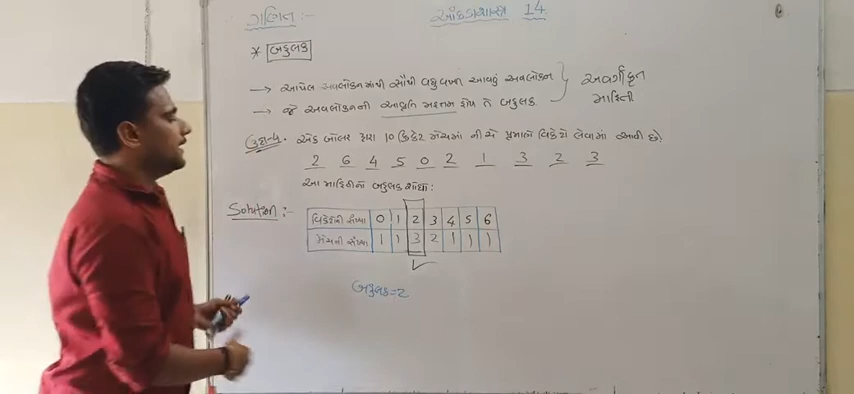 ગણિત :-
આંકડાશાસ્ત્ર 14
* બહુલક
→ આપેલ અવલોકનમાંથી સૌથી વધુ વખત આવતું અવલોકન
→ જે અવલોકનની આવૃત્તિ મહત્તમ હોય તે બહુલક
અવર્ગીકૃત
માહિતી
ઉદા-4. એક બોલર દ્વારા 10 ક્રિકેટ મેચમાં નીચે પ્રમાણે વિકેટો લેવામાં આવી છે.
2 6 4 5 0 2 1 3 2 3
આ માહિતીનો બહુલક શોધો:
Solution :-
વિકેટની સંખ્યા 0 1 2 3 4 5 6
મેચની સંખ્યા 1 1 3 2 1 1 1
બહુલક = 2